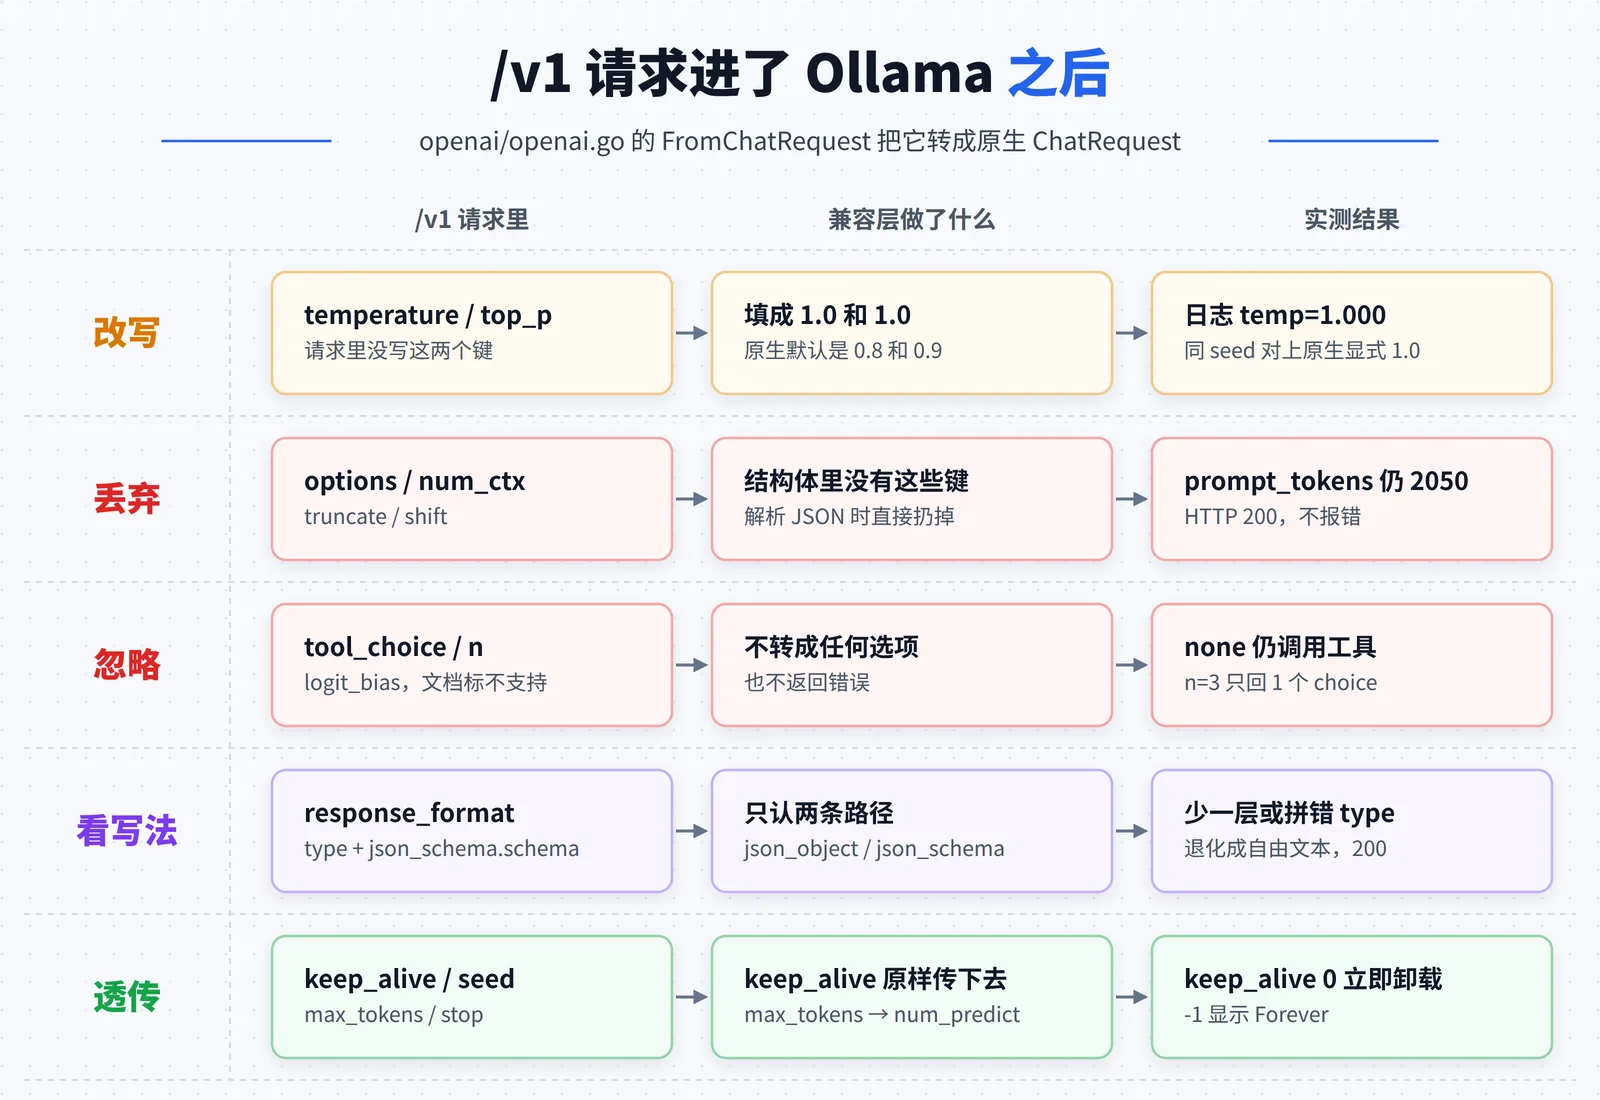 /v1 请求进了 Ollama 之后
openai/openai.go 的 FromChatRequest 把它转成原生 ChatRequest
/v1 请求里
兼容层做了什么
实测结果
改写
temperature / top_p
请求里没写这两个键
填成 1.0 和 1.0
原生默认是 0.8 和 0.9
日志 temp=1.000
同 seed 对上原生显式 1.0
丢弃
options / num_ctx
truncate / shift
结构体里没有这些键
解析 JSON 时直接扔掉
prompt_tokens 仍 2050
HTTP 200，不报错
忽略
tool_choice / n
logit_bias，文档标不支持
不转成任何选项
也不返回错误
none 仍调用工具
n=3 只回 1 个 choice
看写法
response_format
type + json_schema.schema
只认两条路径
json_object / json_schema
少一层或拼错 type
退化成自由文本，200
透传
keep_alive / seed
max_tokens / stop
keep_alive 原样传下去
max_tokens → num_predict
keep_alive 0 立即卸载
-1 显示 Forever